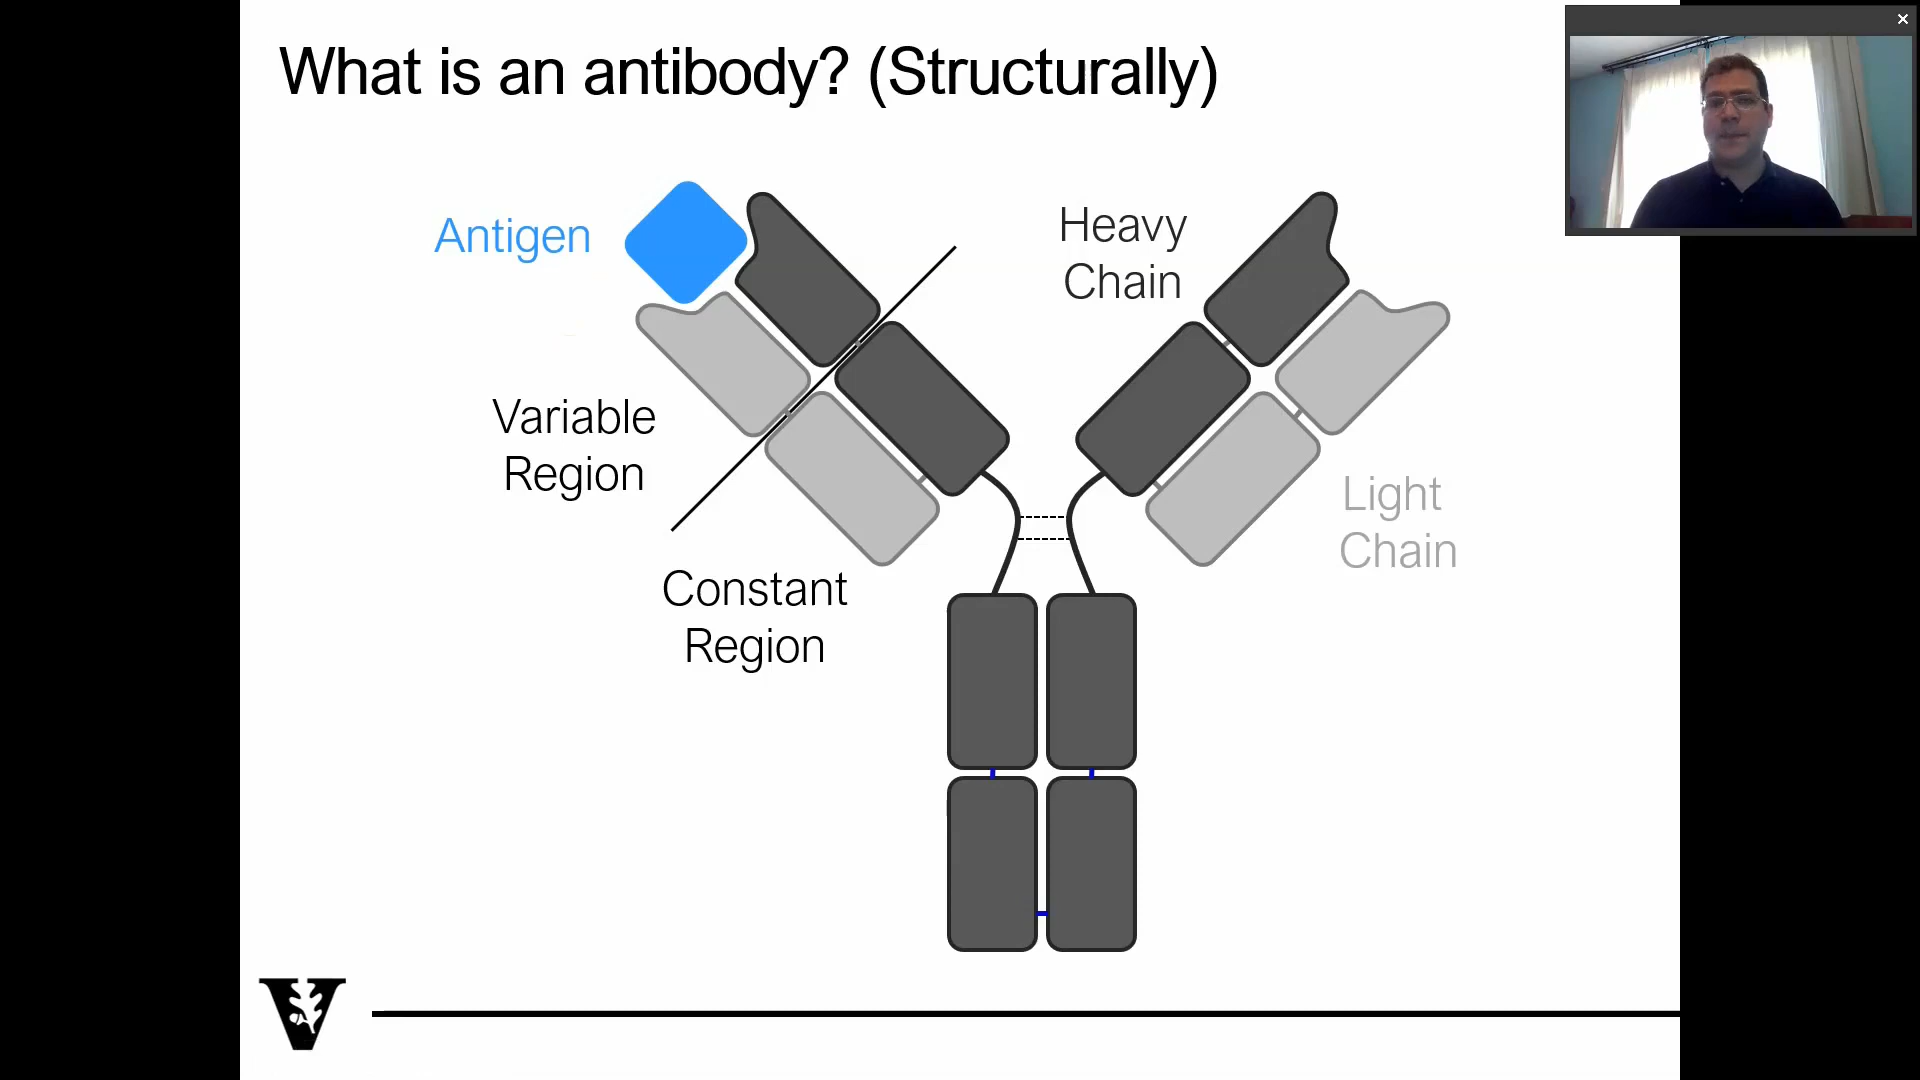 What is an antibody? (Structurally)
Antigen
Heavy
Chain
Variable
Region
Light
Chain
Constant
Region
V